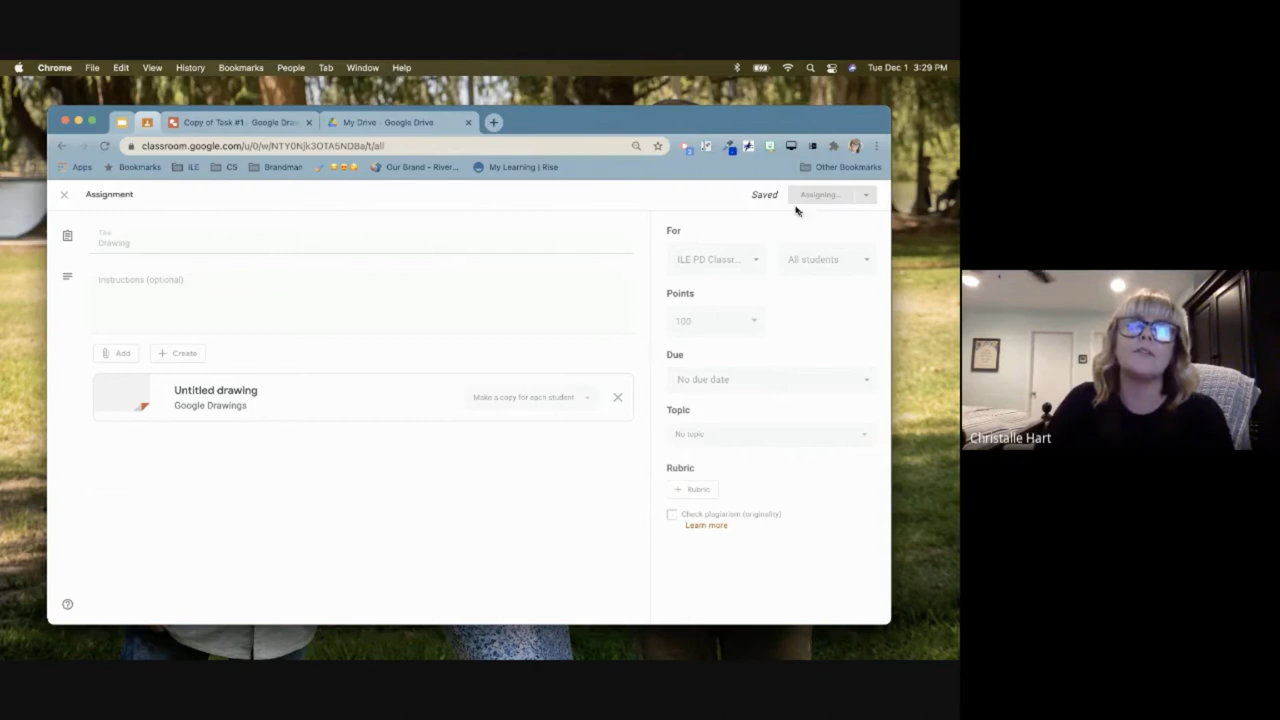 Chrome File Edit View History Bookmarks People Tab Window Help Tue Dec 1 3:29 PM
Copy of Task #1 - Google Draw
My Drive - Google Drive
classroom.google.com/u/0/w/NTY0Njk3OTA5NDBa/t/all
Apps Bookmarks ILE CS Brandman Our Brand - River... My Learning | Rise Other Bookmarks
Assignment Saved Assigning...
Title
Drawing
Instructions (optional)
Add Create
Untitled drawing
Google Drawings
Make a copy for each student
For
ILE PD Classr... All students
Points
100
Due
No due date
Topic
No topic
Rubric
+ Rubric
Check plagiarism (originality)
Learn more
Christalle Hart